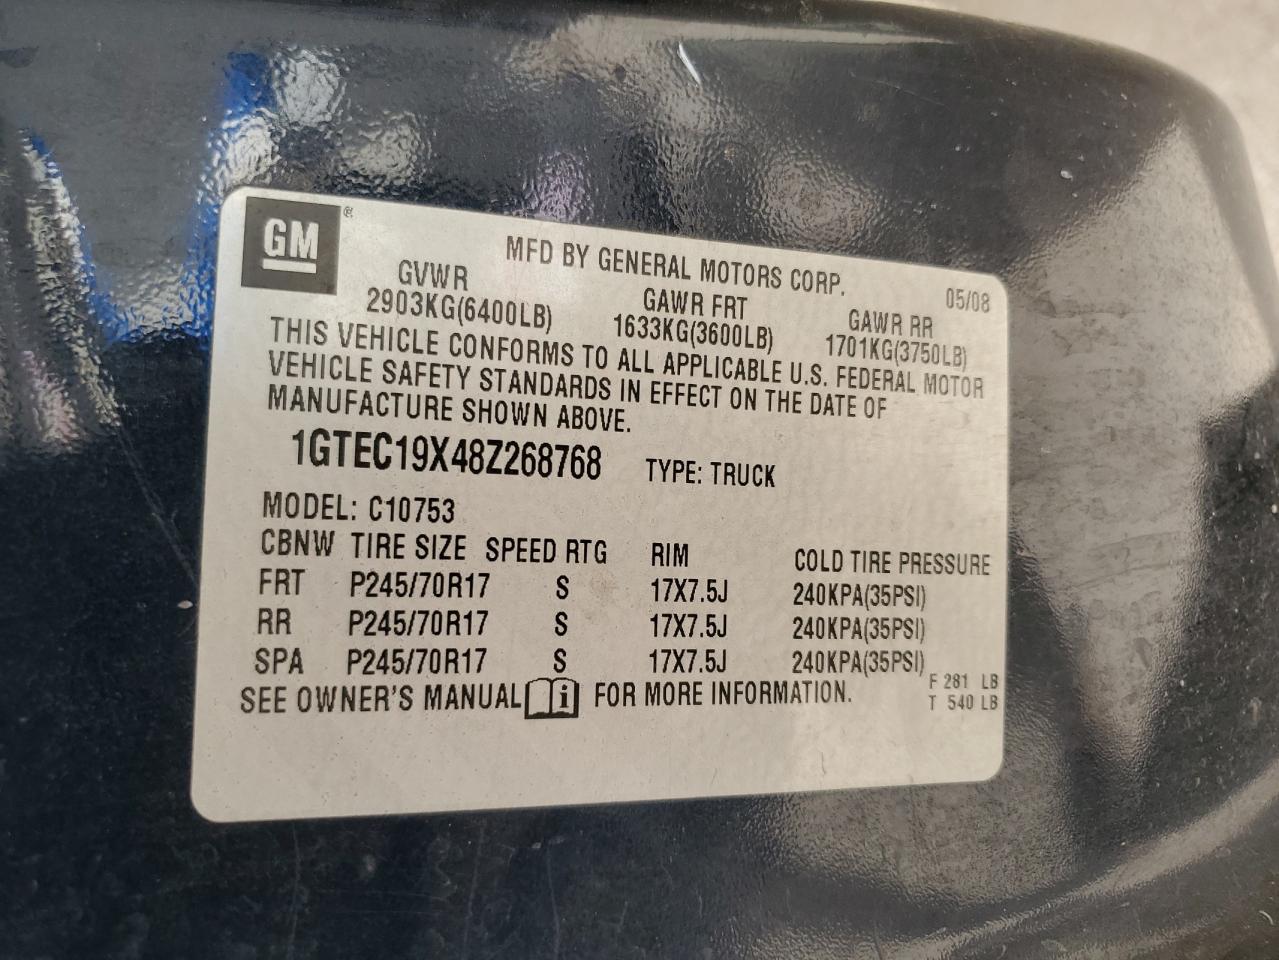 GM ®
MFD BY GENERAL MOTORS CORP.
05/08
GVWR GAWR FRT GAWR RR
2903KG(6400LB) 1633KG(3600LB) 1701KG(3750LB)
THIS VEHICLE CONFORMS TO ALL APPLICABLE U.S. FEDERAL MOTOR
VEHICLE SAFETY STANDARDS IN EFFECT ON THE DATE OF
MANUFACTURE SHOWN ABOVE.
1GTEC19X48Z268768 TYPE: TRUCK
MODEL: C10753
CBNW TIRE SIZE SPEED RTG RIM COLD TIRE PRESSURE
FRT P245/70R17 S 17X7.5J 240KPA(35PSI)
RR P245/70R17 S 17X7.5J 240KPA(35PSI)
SPA P245/70R17 S 17X7.5J 240KPA(35PSI)
SEE OWNER'S MANUAL i FOR MORE INFORMATION.
F 281 LB
T 540 LB